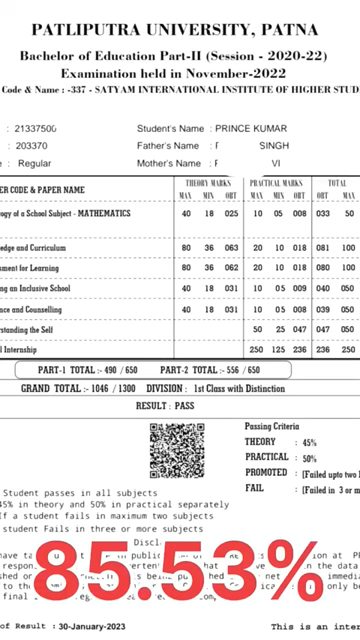 PATLIPUTRA UNIVERSITY, PATNA
Bachelor of Education Part-II (Session - 2020-22)
Examination held in November-2022
Code & Name : -337 - SATYAM INTERNATIONAL INSTITUTE OF HIGHER STUD
: 21337500 Student's Name : PRINCE KUMAR
: 203370 Father's Name : SINGH
: Regular Mother's Name : VI
ER CODE & PAPER NAME THEORY MARKS PRACTICAL MARKS TOTAL
MAX MIN OBT MAX MIN OBT OBT MAX
ogy of a School Subject - MATHEMATICS 40 18 025 10 05 008 033 50
edge and Curriculum 80 36 063 20 10 018 081 100
sment for Learning 80 36 062 20 10 018 080 100
ng an Inclusive School 40 18 031 10 05 009 040 050
nce and Counselling 40 18 031 10 05 008 039 050
rstanding the Self 50 25 047 047 050
l Internship 250 125 236 236 250
PART-1 TOTAL :- 490 / 650 PART-2 TOTAL :- 556 / 650
GRAND TOTAL :- 1046 / 1300 DIVISION : 1st Class with Distinction
RESULT : PASS
Passing Criteria
THEORY : 45%
PRACTICAL : 50%
PROMOTED : [Failed upto two
FAIL : [Failed in 3 or m
Student passes in all subjects
45% in theory and 50% in practical separately
If a student fails in maximum two subjects
student Fails in three or more subjects
Discl
85.53%
of Result : 30-January-2023 This is an inter